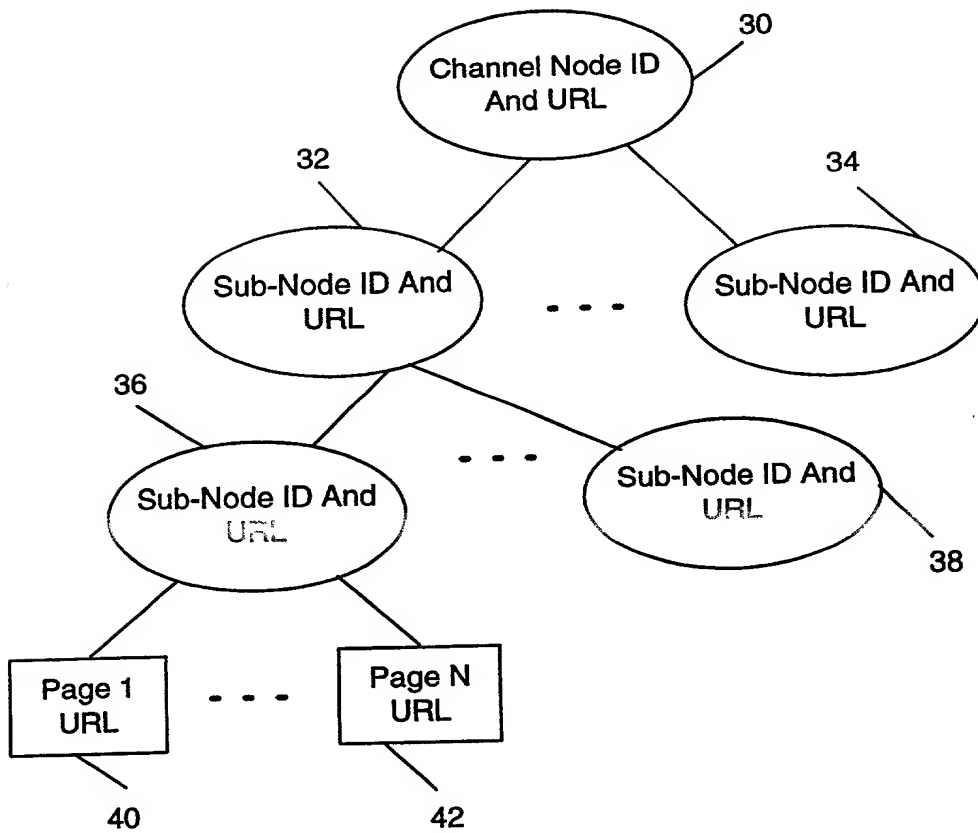 30
Channel Node ID
And URL
32
34
Sub-Node ID And
URL
Sub-Node ID And
URL
36
Sub-Node ID And
URL
Sub-Node ID And
URL
38
Page 1
URL
Page N
URL
40
42